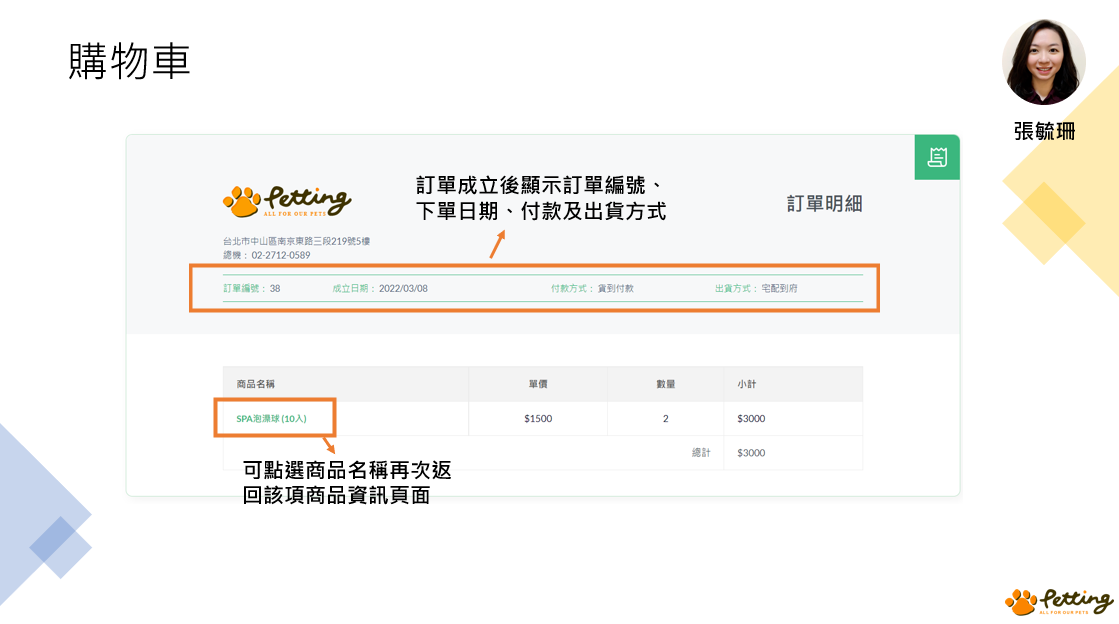 購物車
張毓珊
Petting
ALL FOR OUR PETS
訂單成立後顯示訂單編號、
下單日期、付款及出貨方式
訂單明細
台北市中山區南京東路三段219號5樓
總機： 02-2712-0589
訂單編號： 38 成立日期： 2022/03/08 付款方式： 貨到付款 出貨方式： 宅配到府
商品名稱 單價 數量 小計
SPA泡澡球 (10入) $1500 2 $3000
總計 $3000
可點選商品名稱再次返
回該項商品資訊頁面
Petting
ALL FOR OUR PETS